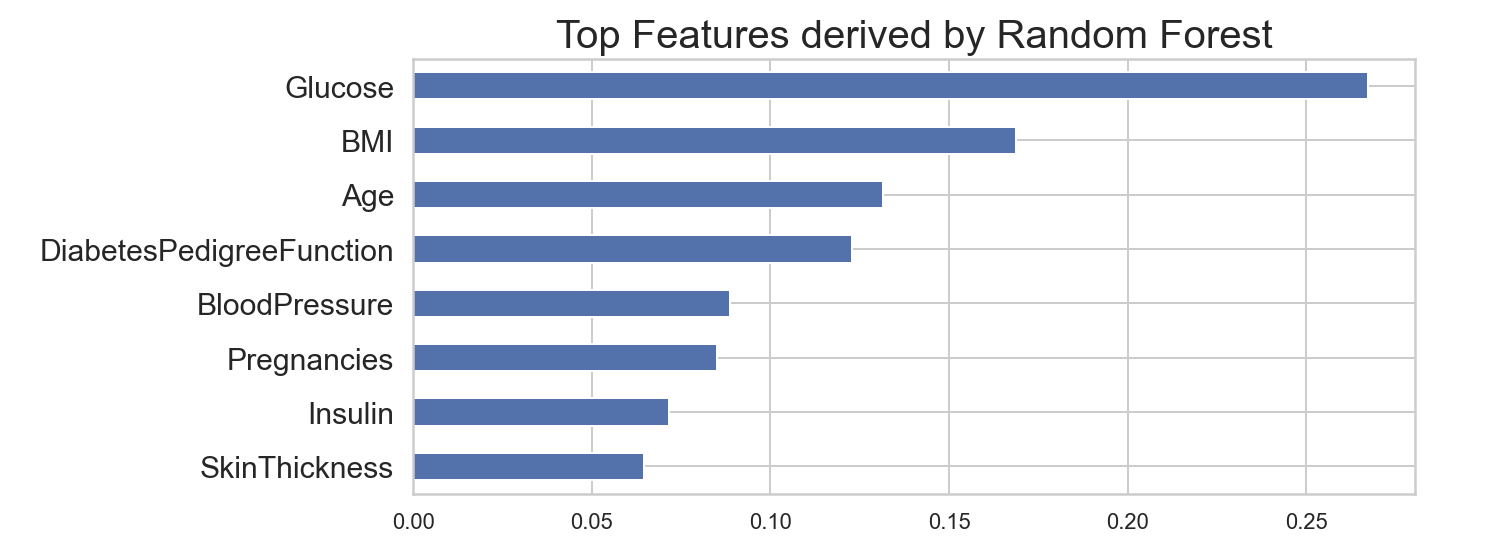 Top Features derived by Random Forest
Glucose
BMI
Age
DiabetesPedigreeFunction
BloodPressure
Pregnancies
Insulin
SkinThickness
0.00 0.05 0.10 0.15 0.20 0.25